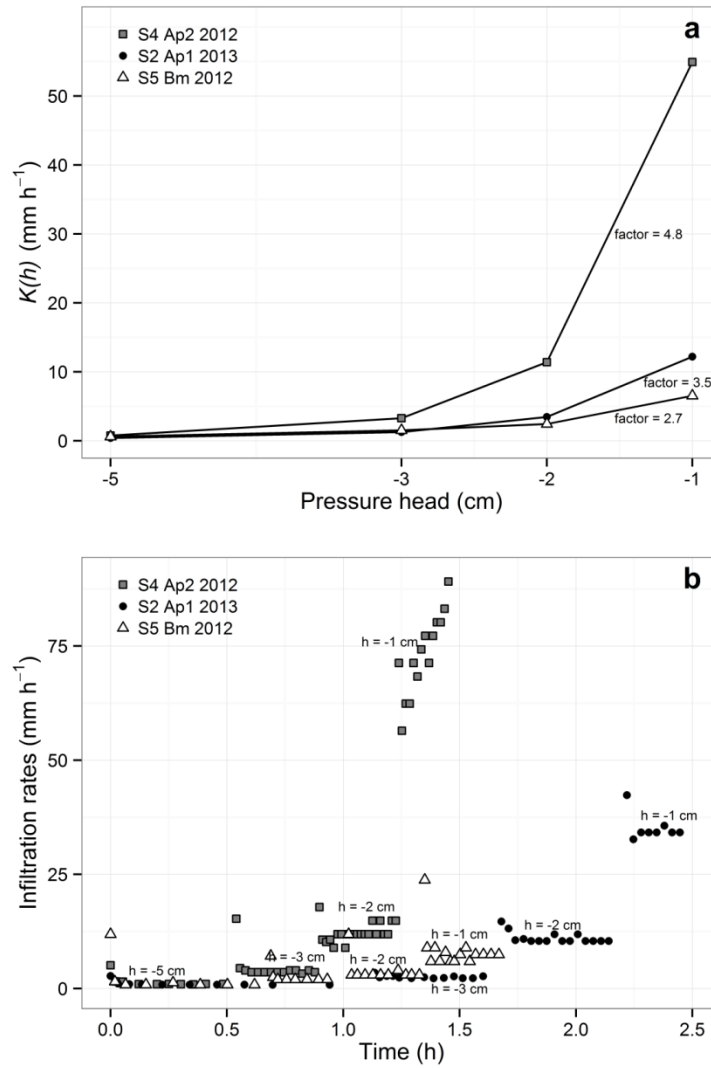 a
S4 Ap2 2012
S2 Ap1 2013
S5 Bm 2012
50
40
30
20
10
0
K(h) (mm h⁻¹)
factor = 4.8
factor = 3.5
factor = 2.7
-5
-3
-2
-1
Pressure head (cm)
b
S4 Ap2 2012
S2 Ap1 2013
S5 Bm 2012
75
50
25
0
Infiltration rates (mm h⁻¹)
h = -1 cm
h = -1 cm
h = -2 cm
h = -1 cm
h = -2 cm
h = -3 cm
h = -2 cm
h = -5 cm
h = -3 cm
0.0
0.5
1.0
1.5
2.0
2.5
Time (h)